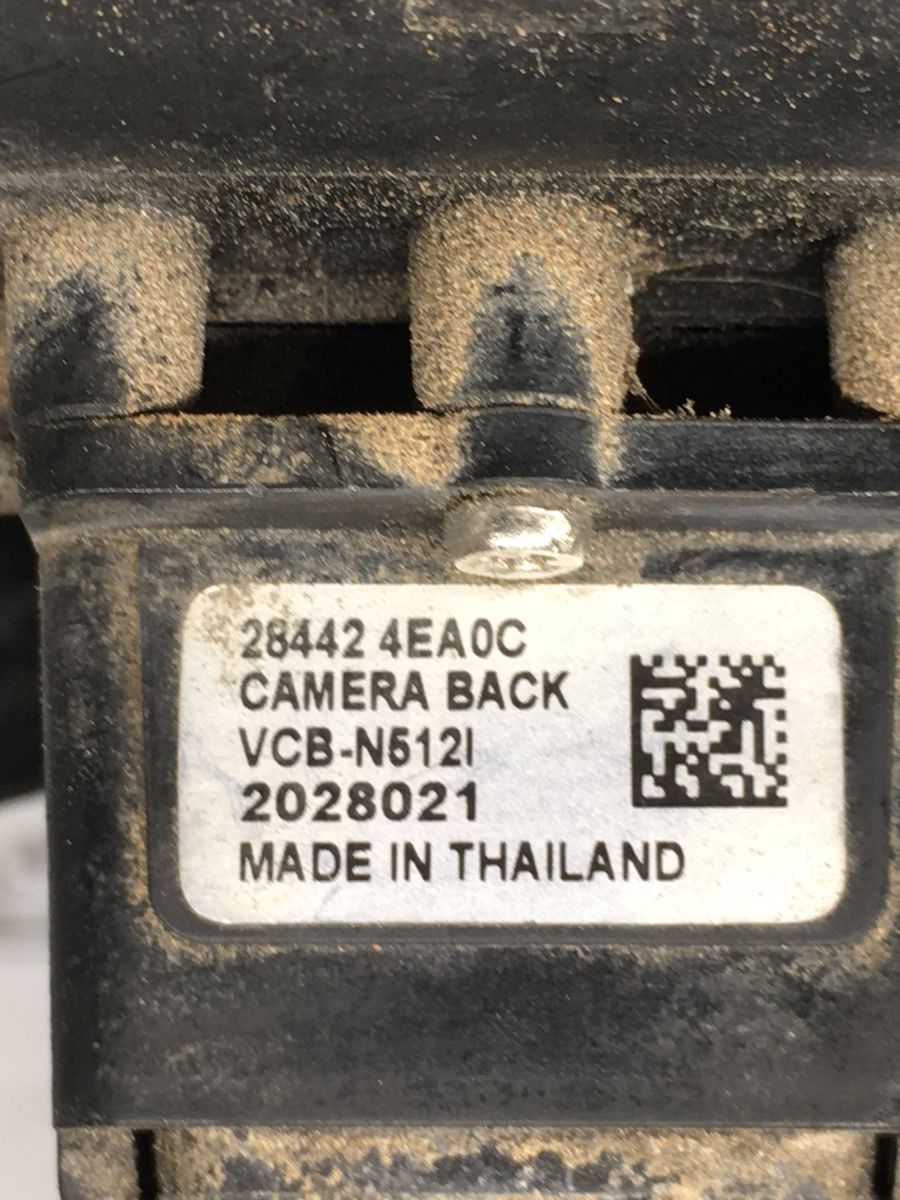 28442 4EA0C
CAMERA BACK
VCB-N512I
2028021
MADE IN THAILAND